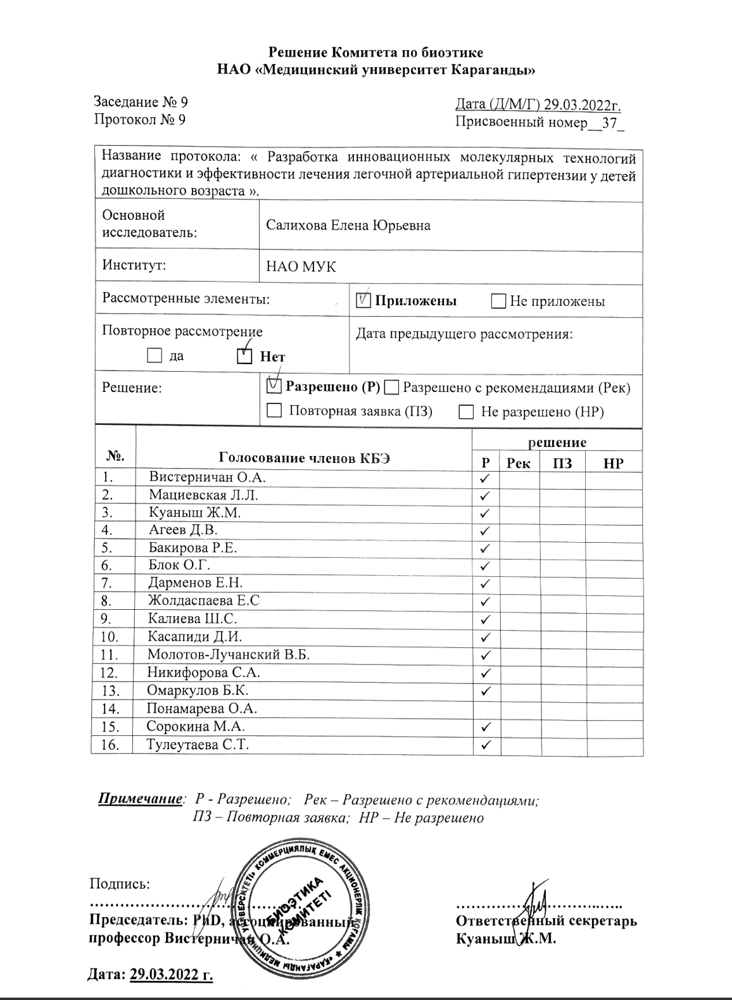 Решение Комитета по биоэтике
НАО «Медицинский университет Караганды»
Заседание № 9
Дата (Д/М/Г) 29.03.2022г.
Протокол № 9
Присвоенный номер__37_
Название протокола: « Разработка инновационных молекулярных технологий
диагностики и эффективности лечения легочной артериальной гипертензии у детей
дошкольного возраста ».
Основной
исследователь:
Салихова Елена Юрьевна
Институт:
НАО МУК
Рассмотренные элементы:
Приложены
Не приложены
Повторное рассмотрение
Дата предыдущего рассмотрения:
да
Нет
Решение:
Разрешено (Р)
Разрешено с рекомендациями (Рек)
Повторная заявка (ПЗ)
Не разрешено (НР)
№.
Голосование членов КБЭ
решение
Р Рек ПЗ НР
1. Вистерничан О.А. ✓
2. Мациевская Л.Л. ✓
3. Куаныш Ж.М. ✓
4. Агеев Д.В. ✓
5. Бакирова Р.Е. ✓
6. Блок О.Г. ✓
7. Дарменов Е.Н. ✓
8. Жолдаспаева Е.С ✓
9. Калиева Ш.С. ✓
10. Касапиди Д.И. ✓
11. Молотов-Лучанский В.Б. ✓
12. Никифорова С.А. ✓
13. Омаркулов Б.К. ✓
14. Понамарева О.А.
15. Сорокина М.А. ✓
16. Тулеутаева С.Т. ✓
Примечание: Р - Разрешено; Рек – Разрешено с рекомендациями;
ПЗ – Повторная заявка; НР – Не разрешено
Подпись:
Председатель: PhD, ассоциированный
профессор Вистерничан О.А.
Ответственный секретарь
Куаныш Ж.М.
Дата: 29.03.2022 г.
«ҚАРАҒАНДЫ МЕДИЦИНА УНИВЕРСИТЕТІ» КОММЕРЦИЯЛЫҚ ЕМЕС АКЦИОНЕРЛІК ҚОҒАМЫ
БИОЭТИКА
КОМИТЕТІ